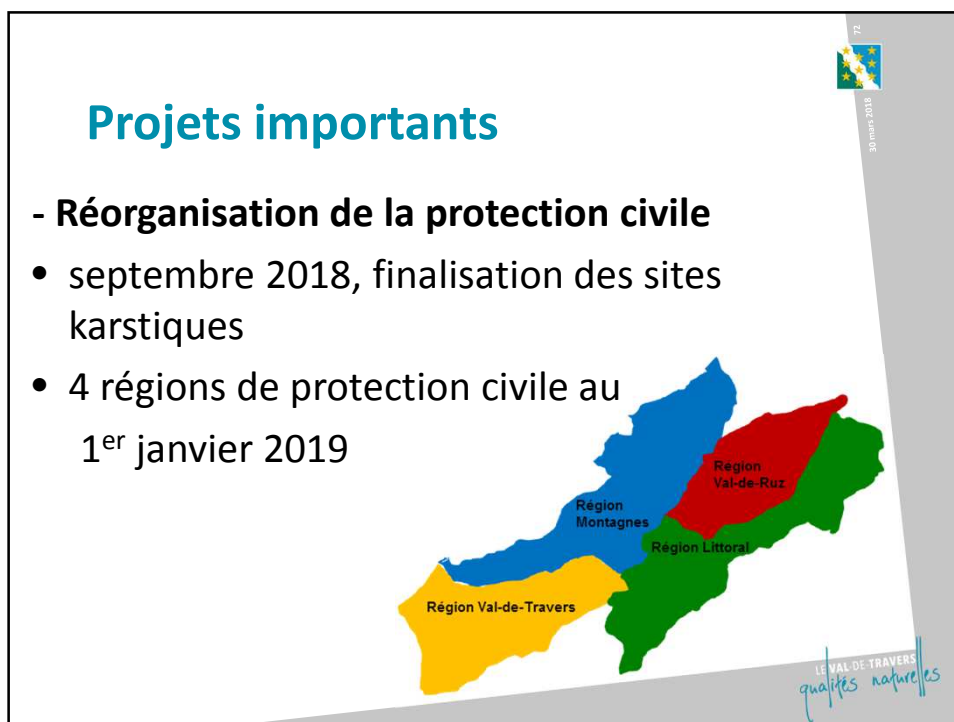 72
30 mars 2018
Projets importants
- Réorganisation de la protection civile
• septembre 2018, finalisation des sites
karstiques
• 4 régions de protection civile au
1er janvier 2019
Région
Val-de-Ruz
Région
Montagnes
Région Littoral
Région Val-de-Travers
LE VAL-DE-TRAVERS
qualités naturelles